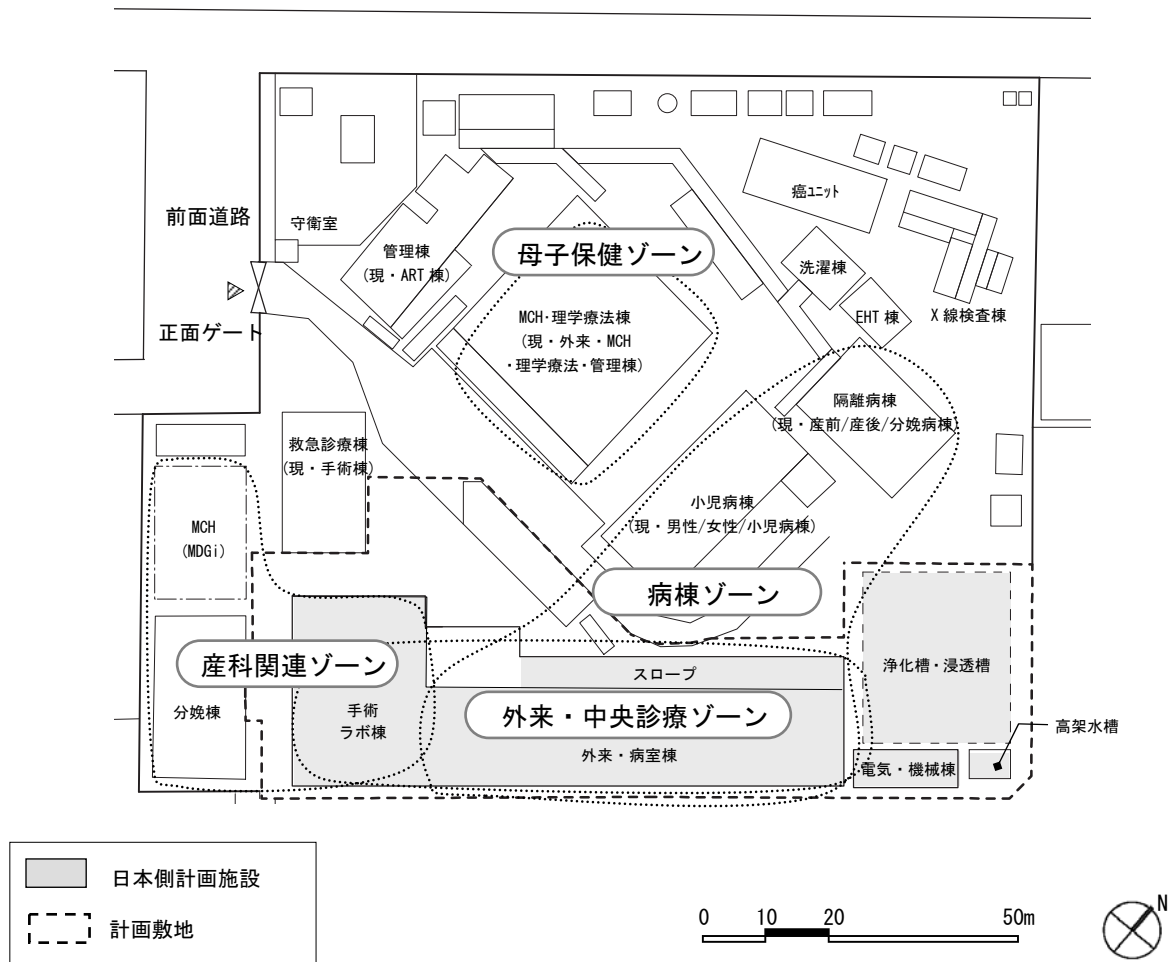 前面道路
正面ゲート
守衛室
管理棟
(現・ART 棟)
母子保健ゾーン
MCH・理学療法棟
(現・外来・MCH
・理学療法・管理棟)
癌ユニット
洗濯棟
EHT 棟
X 線検査棟
隔離病棟
(現・産前/産後/分娩病棟)
救急診療棟
(現・手術棟)
小児病棟
(現・男性/女性/小児病棟)
MCH
(MDGi)
病棟ゾーン
産科関連ゾーン
スロープ
浄化槽・浸透槽
分娩棟
手術
ラボ棟
外来・中央診療ゾーン
外来・病室棟
高架水槽
電気・機械棟
日本側計画施設
計画敷地
0 10 20 50m
N